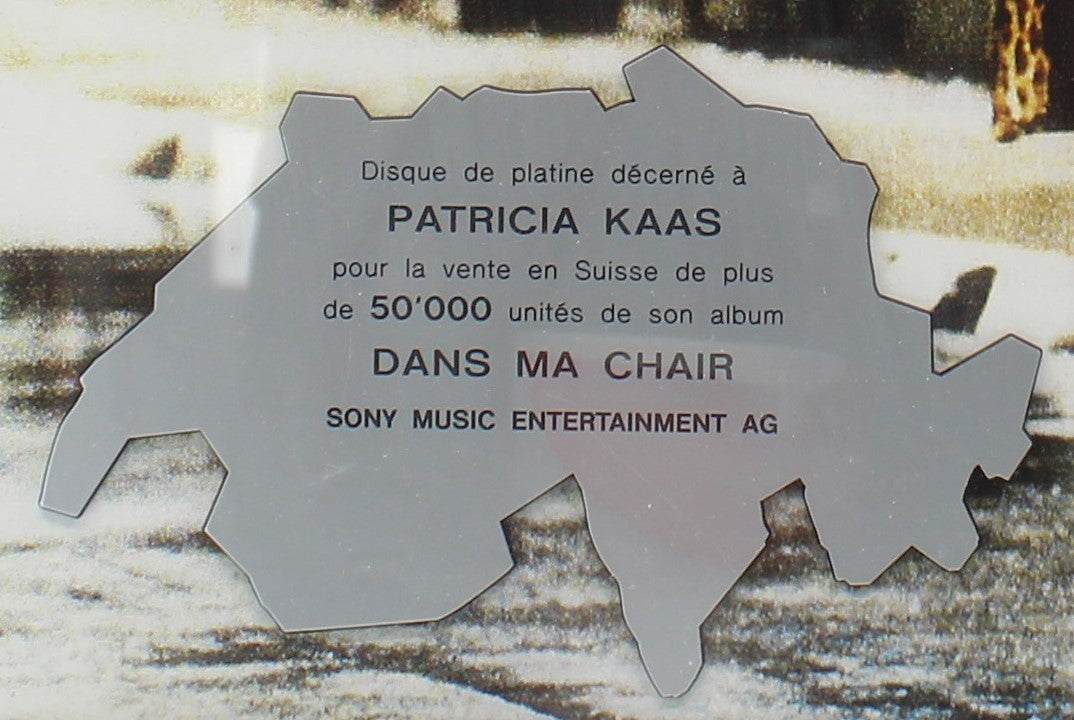 Disque de platine décerné à
PATRICIA KAAS
pour la vente en Suisse de plus
de 50'000 unités de son album
DANS MA CHAIR
SONY MUSIC ENTERTAINMENT AG